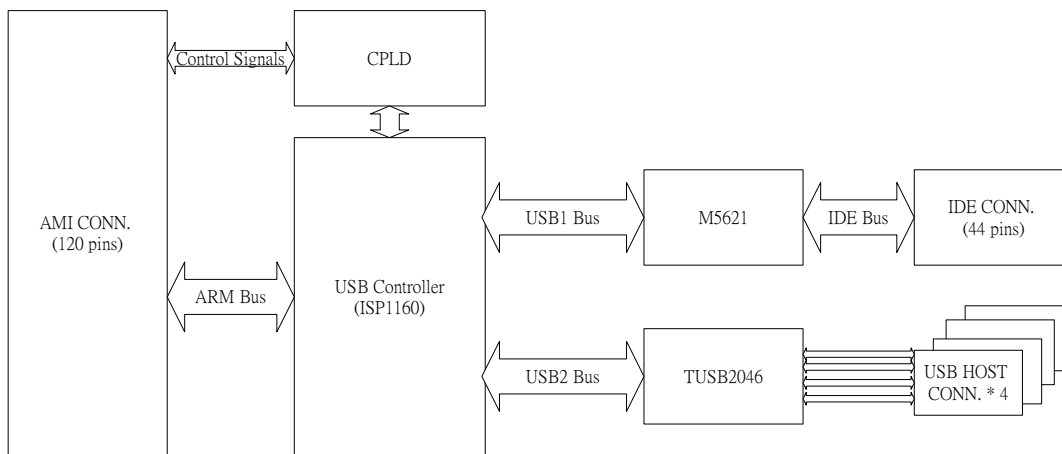 Control Signals
CPLD
AMI CONN.
(120 pins)
ARM Bus
USB Controller
(ISP1160)
USB1 Bus
M5621
IDE Bus
IDE CONN.
(44 pins)
USB2 Bus
TUSB2046
USB HOST
CONN. * 4